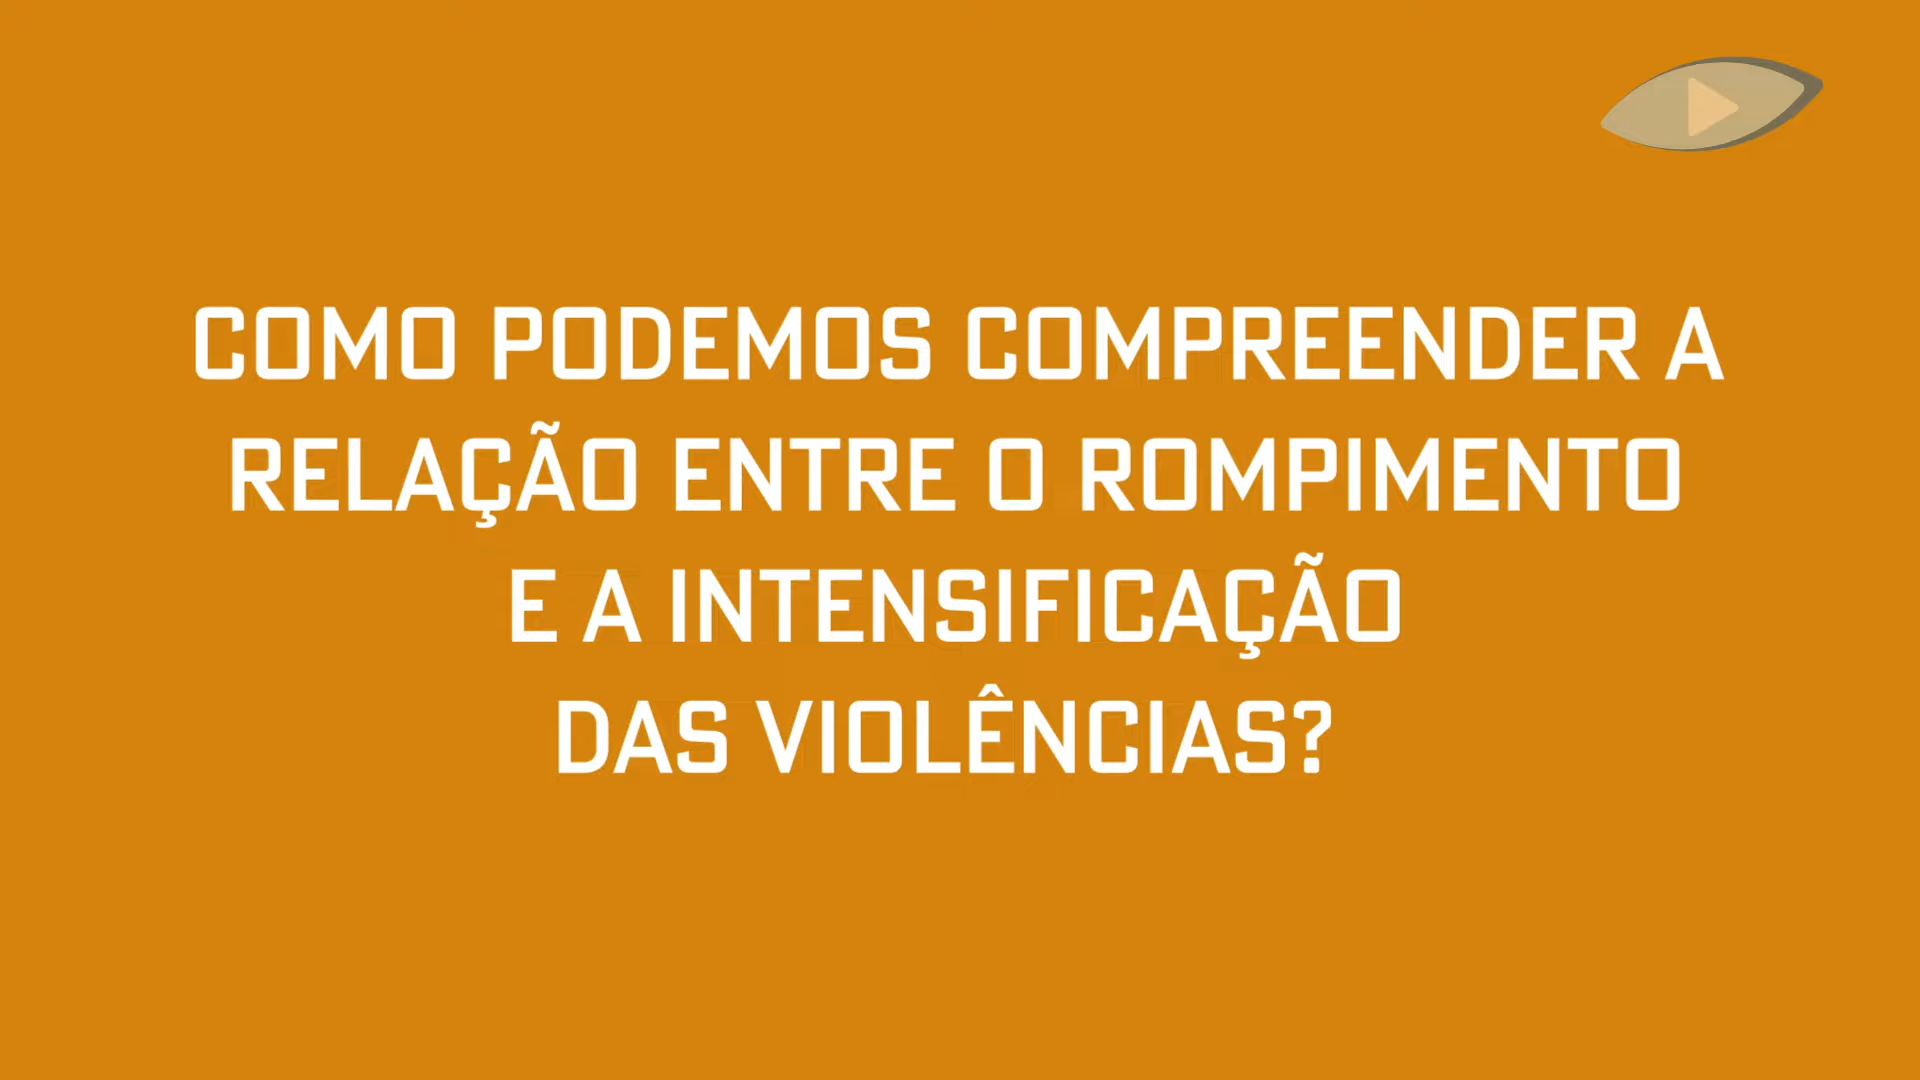 COMO PODEMOS COMPREENDER A
RELAÇÃO ENTRE O ROMPIMENTO
E A INTENSIFICAÇÃO
DAS VIOLÊNCIAS?